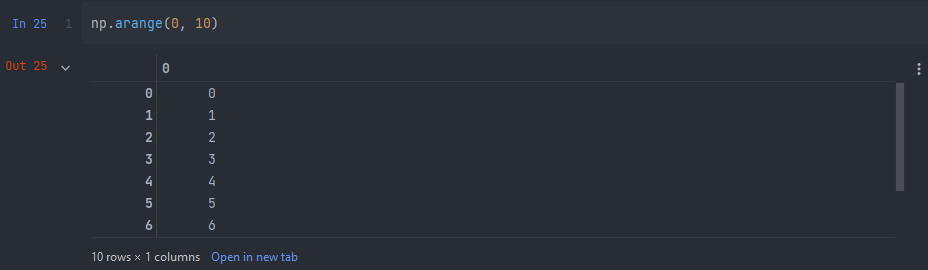 In 25 1 np.arange(0, 10)
Out 25 0
0 0
1 1
2 2
3 3
4 4
5 5
6 6
10 rows × 1 columns Open in new tab